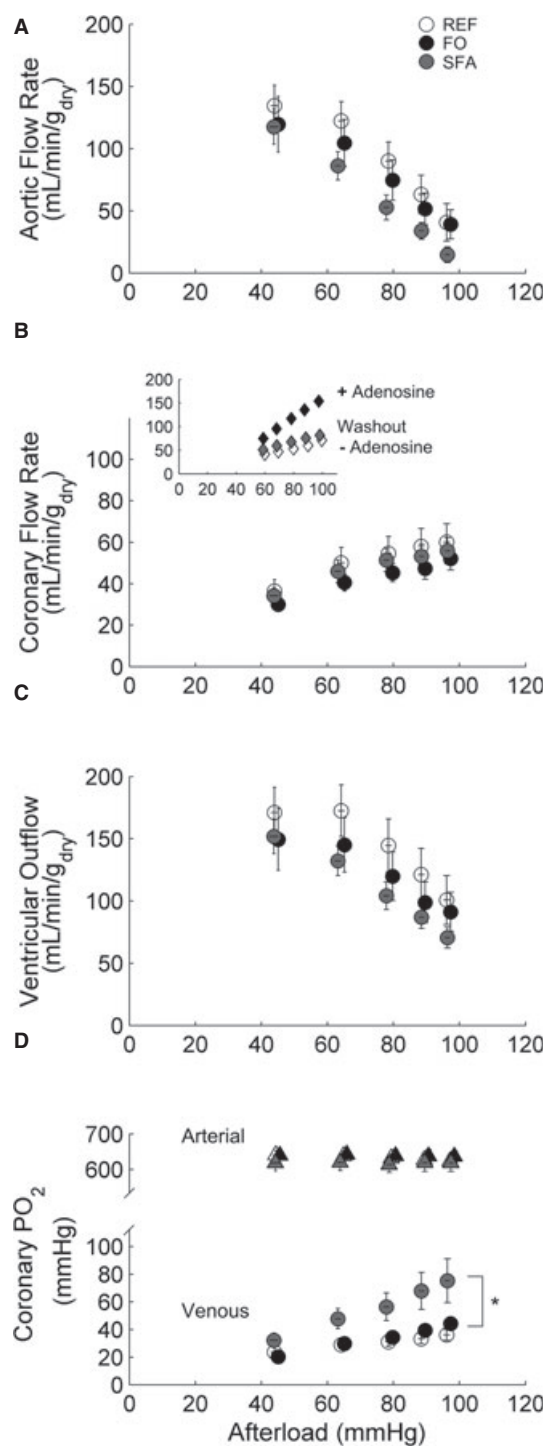 A
Aortic Flow Rate
(mL/min/g_dry)
200
150
100
50
0
REF
FO
SFA
0 20 40 60 80 100 120
B
Coronary Flow Rate
(mL/min/g_dry)
100
80
60
40
20
0
200
150
100
50
0
0 20 40 60 80 100
+ Adenosine
Washout
- Adenosine
0 20 40 60 80 100 120
C
Ventricular Outflow
(mL/min/g_dry)
200
150
100
50
0
0 20 40 60 80 100 120
D
Coronary PO2
(mmHg)
700
600
100
80
60
40
20
0
Arterial
Venous
*
0 20 40 60 80 100 120
Afterload (mmHg)